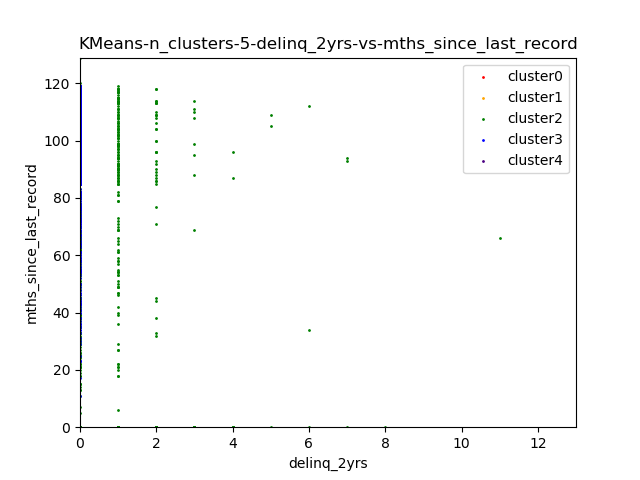 KMeans-n_clusters-5-delinq_2yrs-vs-mths_since_last_record
120
100
80
60
40
20
0
0 2 4 6 8 10 12
mths_since_last_record
delinq_2yrs
cluster0
cluster1
cluster2
cluster3
cluster4